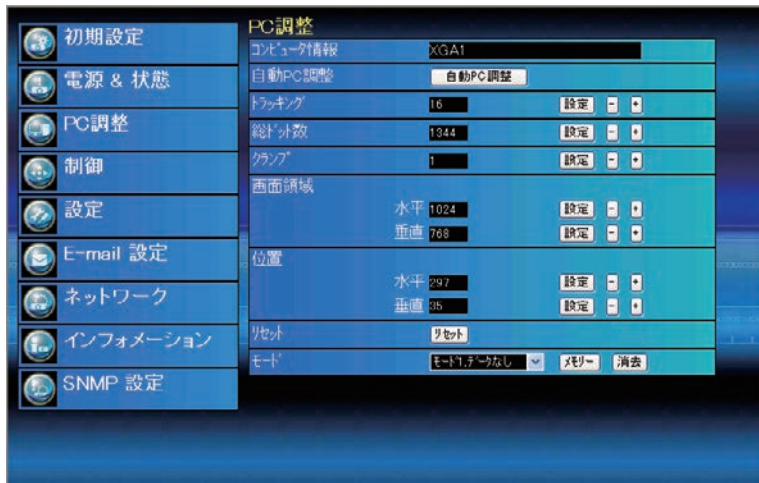 初期設定
電源 & 状態
PC調整
制御
設定
E-mail 設定
ネットワーク
インフォメーション
SNMP 設定
PC調整
コンピュータ情報 XGA1
自動PC調整 自動PC調整
トラッキング 16 設定 - +
総ドット数 1344 設定 - +
クランプ 1 設定 - +
画面領域
水平 1024 設定 - +
垂直 768 設定 - +
位置
水平 297 設定 - +
垂直 35 設定 - +
リセット リセット
モード モード1,データなし メモリー 消去